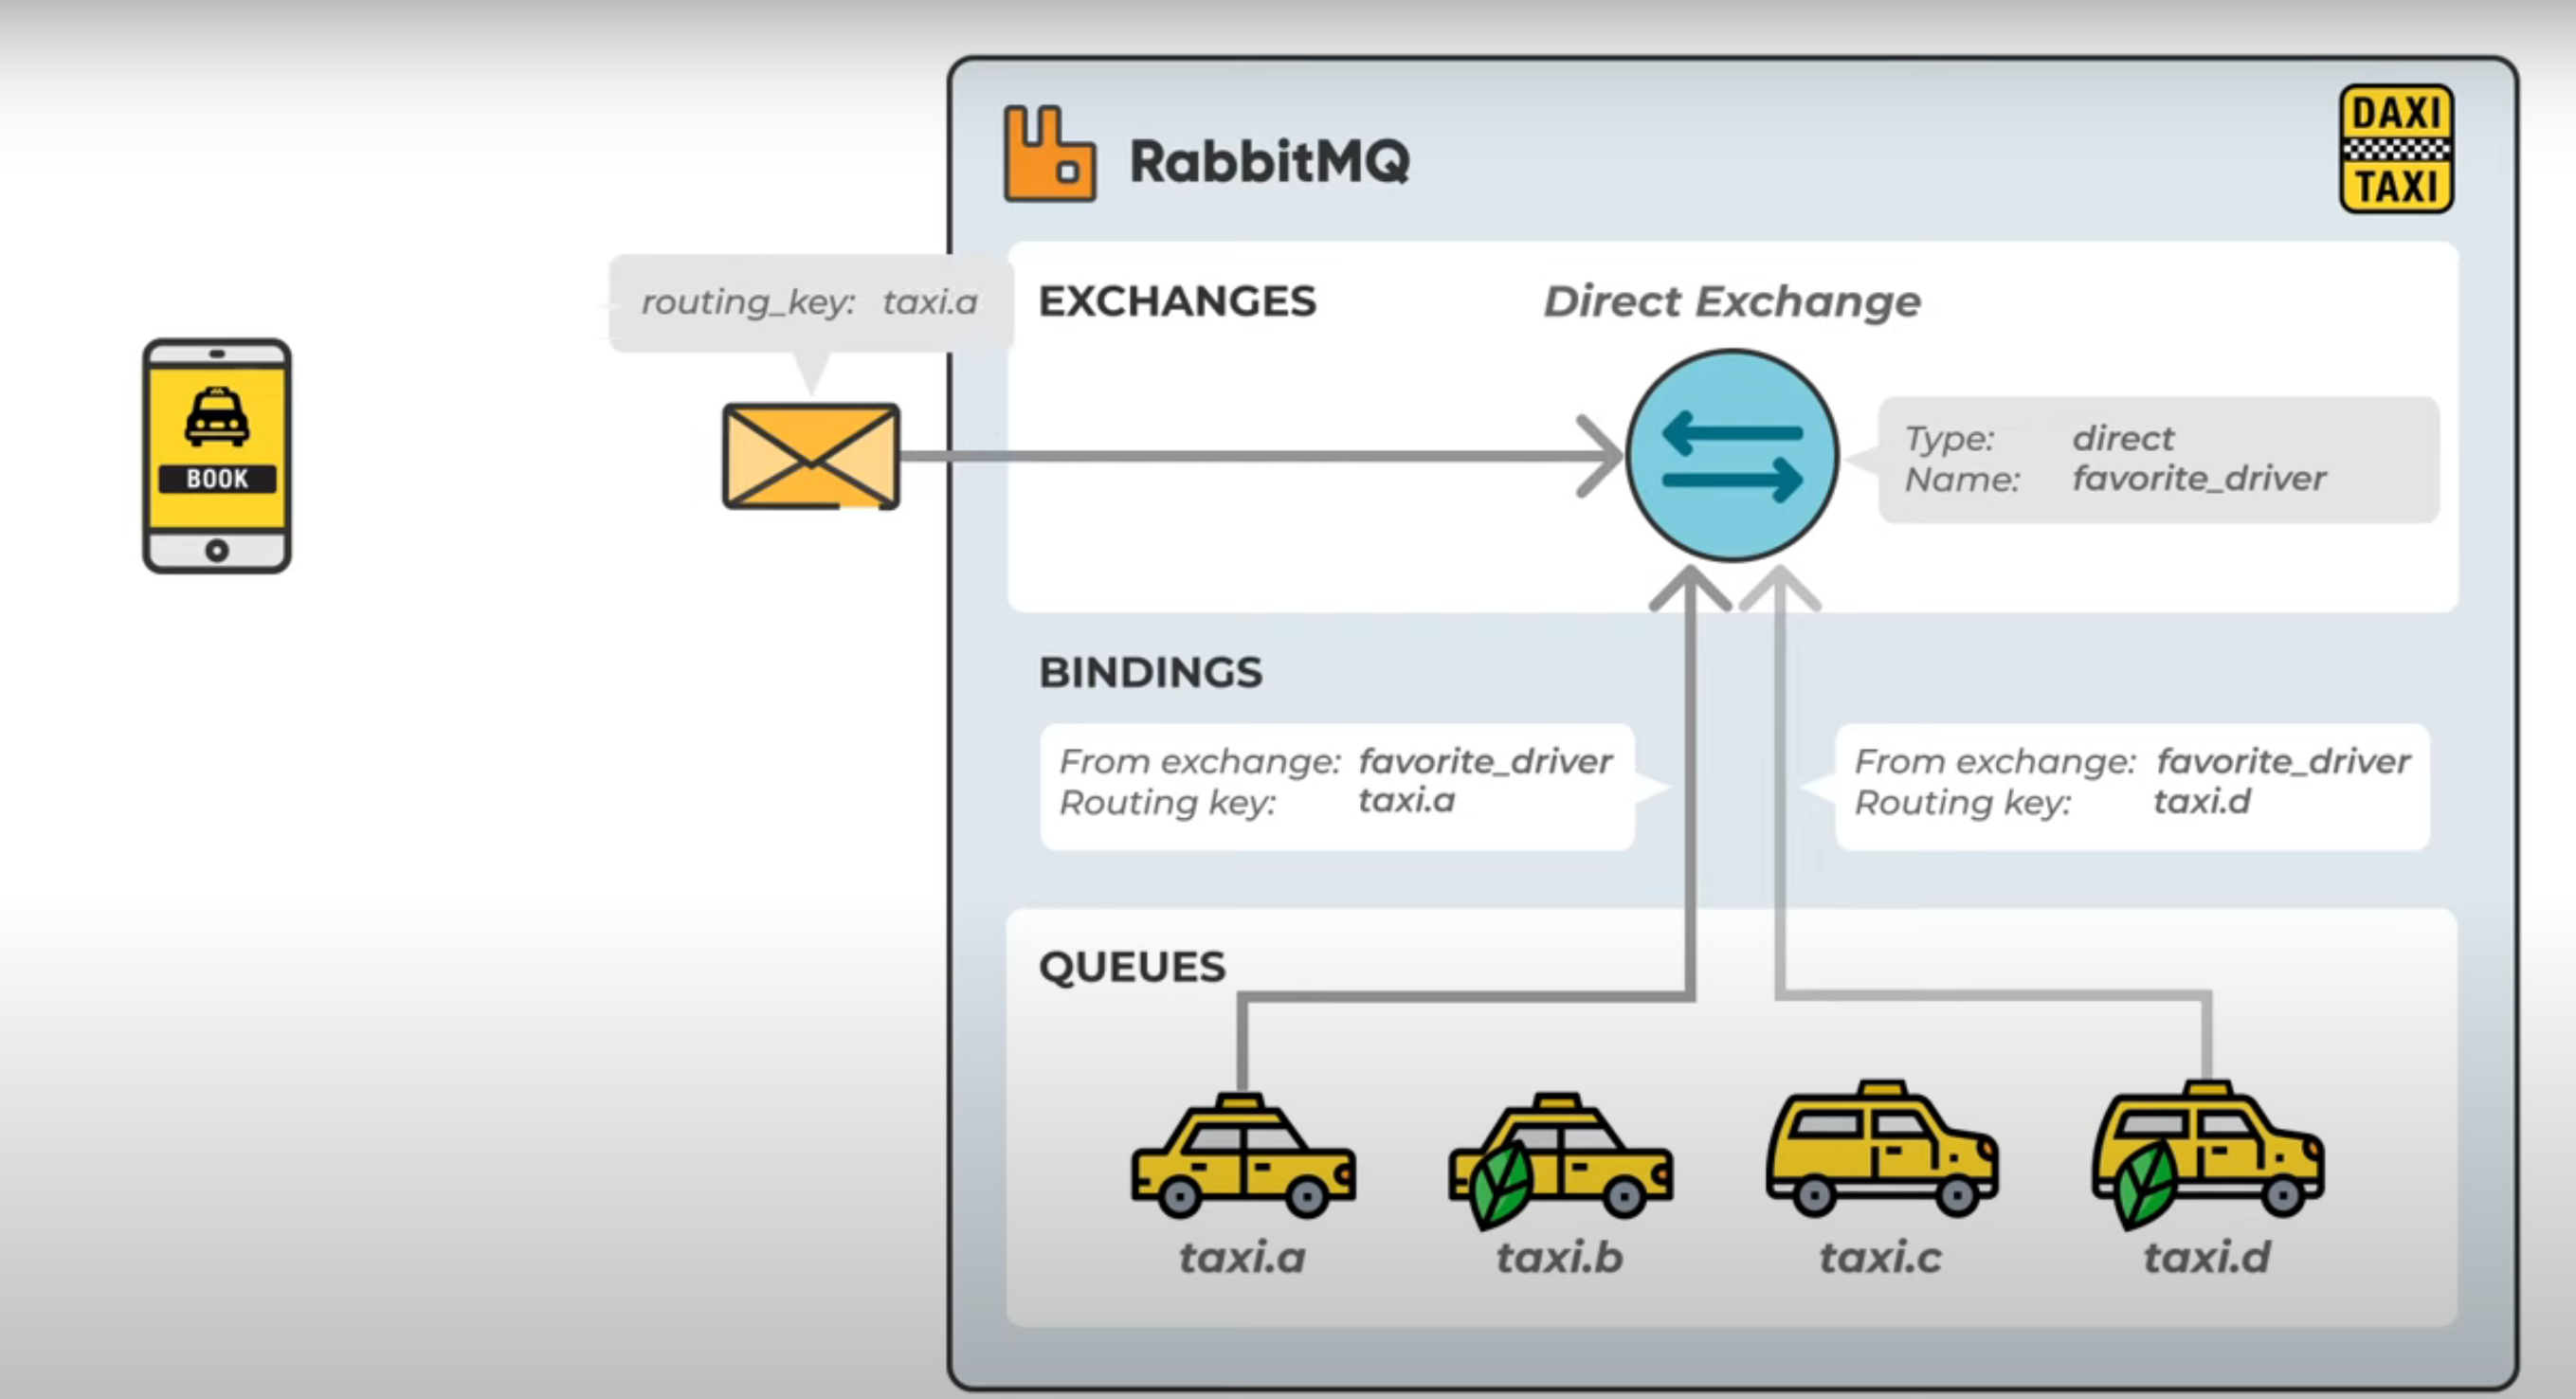 RabbitMQ
DAXI
TAXI
routing_key: taxi.a
EXCHANGES
Direct Exchange
BOOK
Type: direct
Name: favorite_driver
BINDINGS
From exchange: favorite_driver
Routing key: taxi.a
From exchange: favorite_driver
Routing key: taxi.d
QUEUES
taxi.a
taxi.b
taxi.c
taxi.d